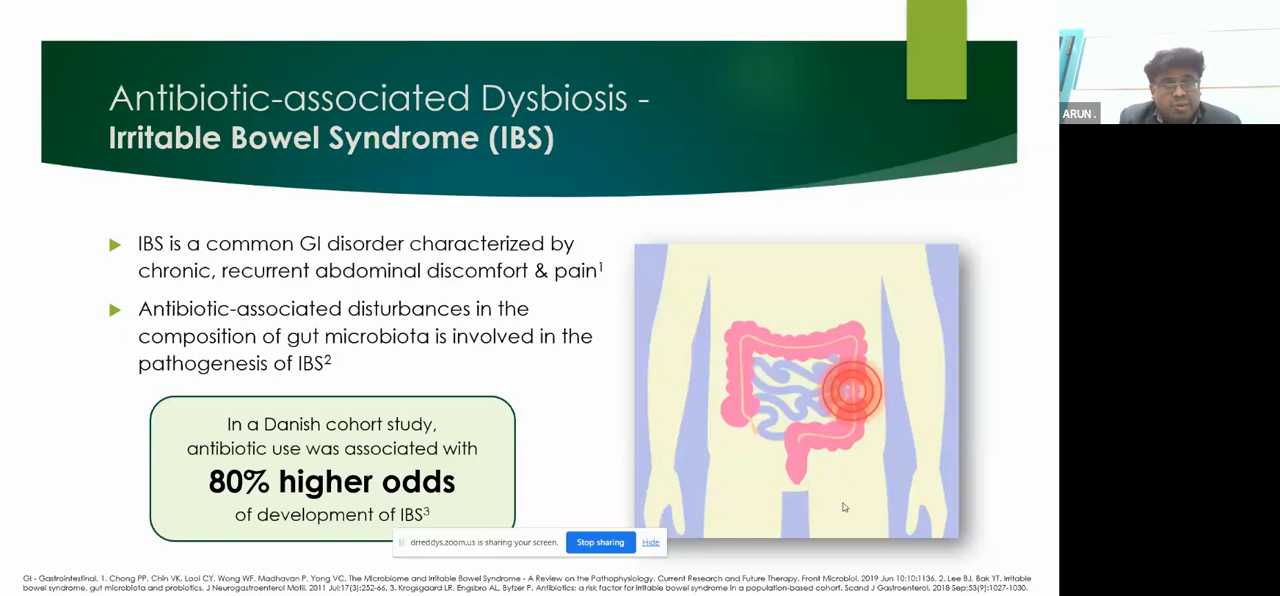 Antibiotic-associated Dysbiosis -
Irritable Bowel Syndrome (IBS)
ARUN .
IBS is a common GI disorder characterized by
chronic, recurrent abdominal discomfort & pain¹
Antibiotic-associated disturbances in the
composition of gut microbiota is involved in the
pathogenesis of IBS²
In a Danish cohort study,
antibiotic use was associated with
80% higher odds
of development of IBS³
drreddys.zoom.us is sharing your screen.
Stop sharing
Hide
GI - Gastrointestinal, 1. Chong PP, Chin VK, Looi CY, Wong WF, Madhavan P, Yong VC. The Microbiome and Irritable Bowel Syndrome - A Review on the Pathophysiology, Current Research and Future Therapy. Front Microbiol. 2019 Jun 10;10:1136, 2. Lee BJ, Bak YT. Irritable
bowel syndrome, gut microbiota and probiotics. J Neurogastroenterol Motil. 2011 Jul;17(3):252-66, 3. Krogsgaard LR, Engsbro AL, Bytzer P. Antibiotics: a risk factor for irritable bowel syndrome in a population-based cohort. Scand J Gastroenterol. 2018 Sep;53(9):1027-1030.